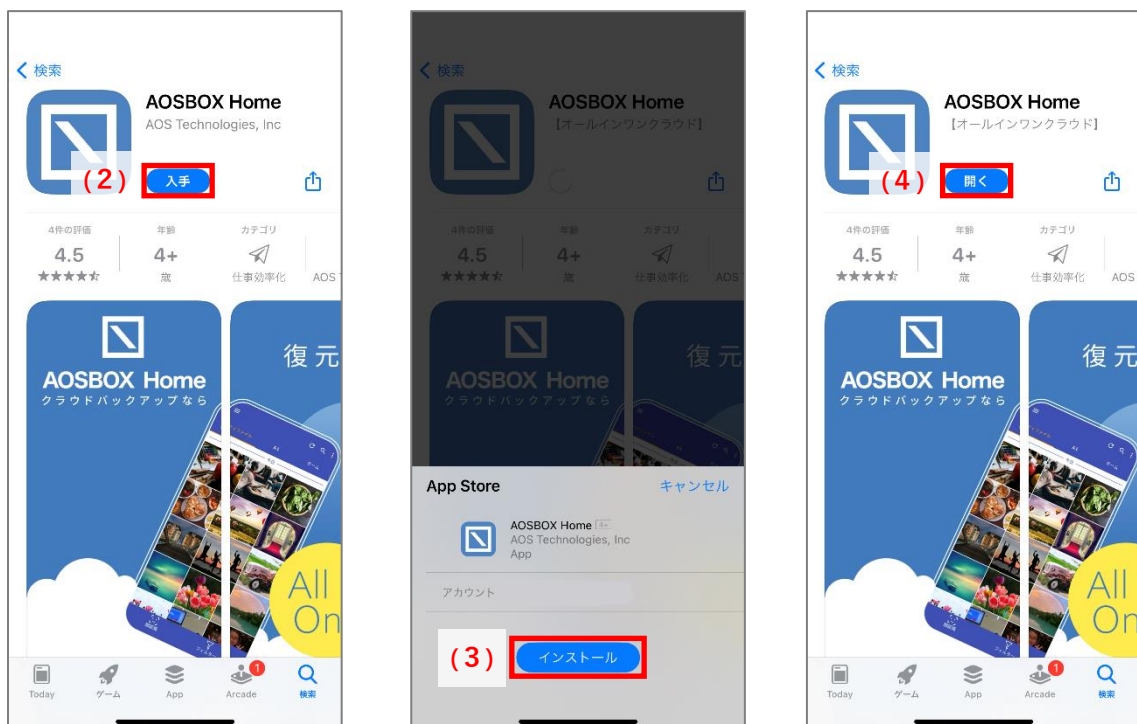 検索
AOSBOX Home
AOS Technologies, Inc
(2)
入手
4件の評価
年齢
カテゴリ
4.5
4+
歳
仕事効率化
AOS
AOSBOX Home
クラウドバックアップなら
復元
All
On
Today
ゲーム
App
Arcade
1
検索
検索
AOSBOX Home
【オールインワンクラウド】
4件の評価
年齢
カテゴリ
4.5
4+
歳
仕事効率化
AOS
AOSBOX Home
クラウドバックアップなら
復元
App Store
キャンセル
AOSBOX Home 4+
AOS Technologies, Inc
App
アカウント
(3)
インストール
検索
AOSBOX Home
【オールインワンクラウド】
(4)
開く
4件の評価
年齢
カテゴリ
4.5
4+
歳
仕事効率化
AOS
AOSBOX Home
クラウドバックアップなら
復元
All
On
Today
ゲーム
App
Arcade
1
検索